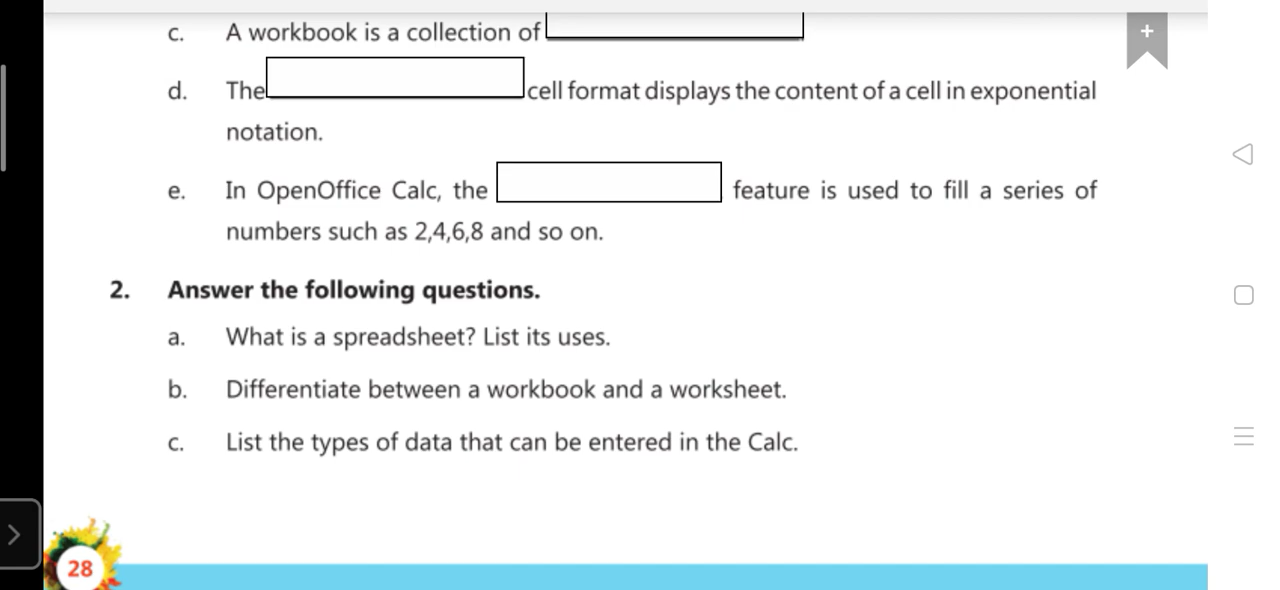 c. A workbook is a collection of
d. The cell format displays the content of a cell in exponential
notation.
e. In OpenOffice Calc, the feature is used to fill a series of
numbers such as 2,4,6,8 and so on.
2. Answer the following questions.
a. What is a spreadsheet? List its uses.
b. Differentiate between a workbook and a worksheet.
c. List the types of data that can be entered in the Calc.
28